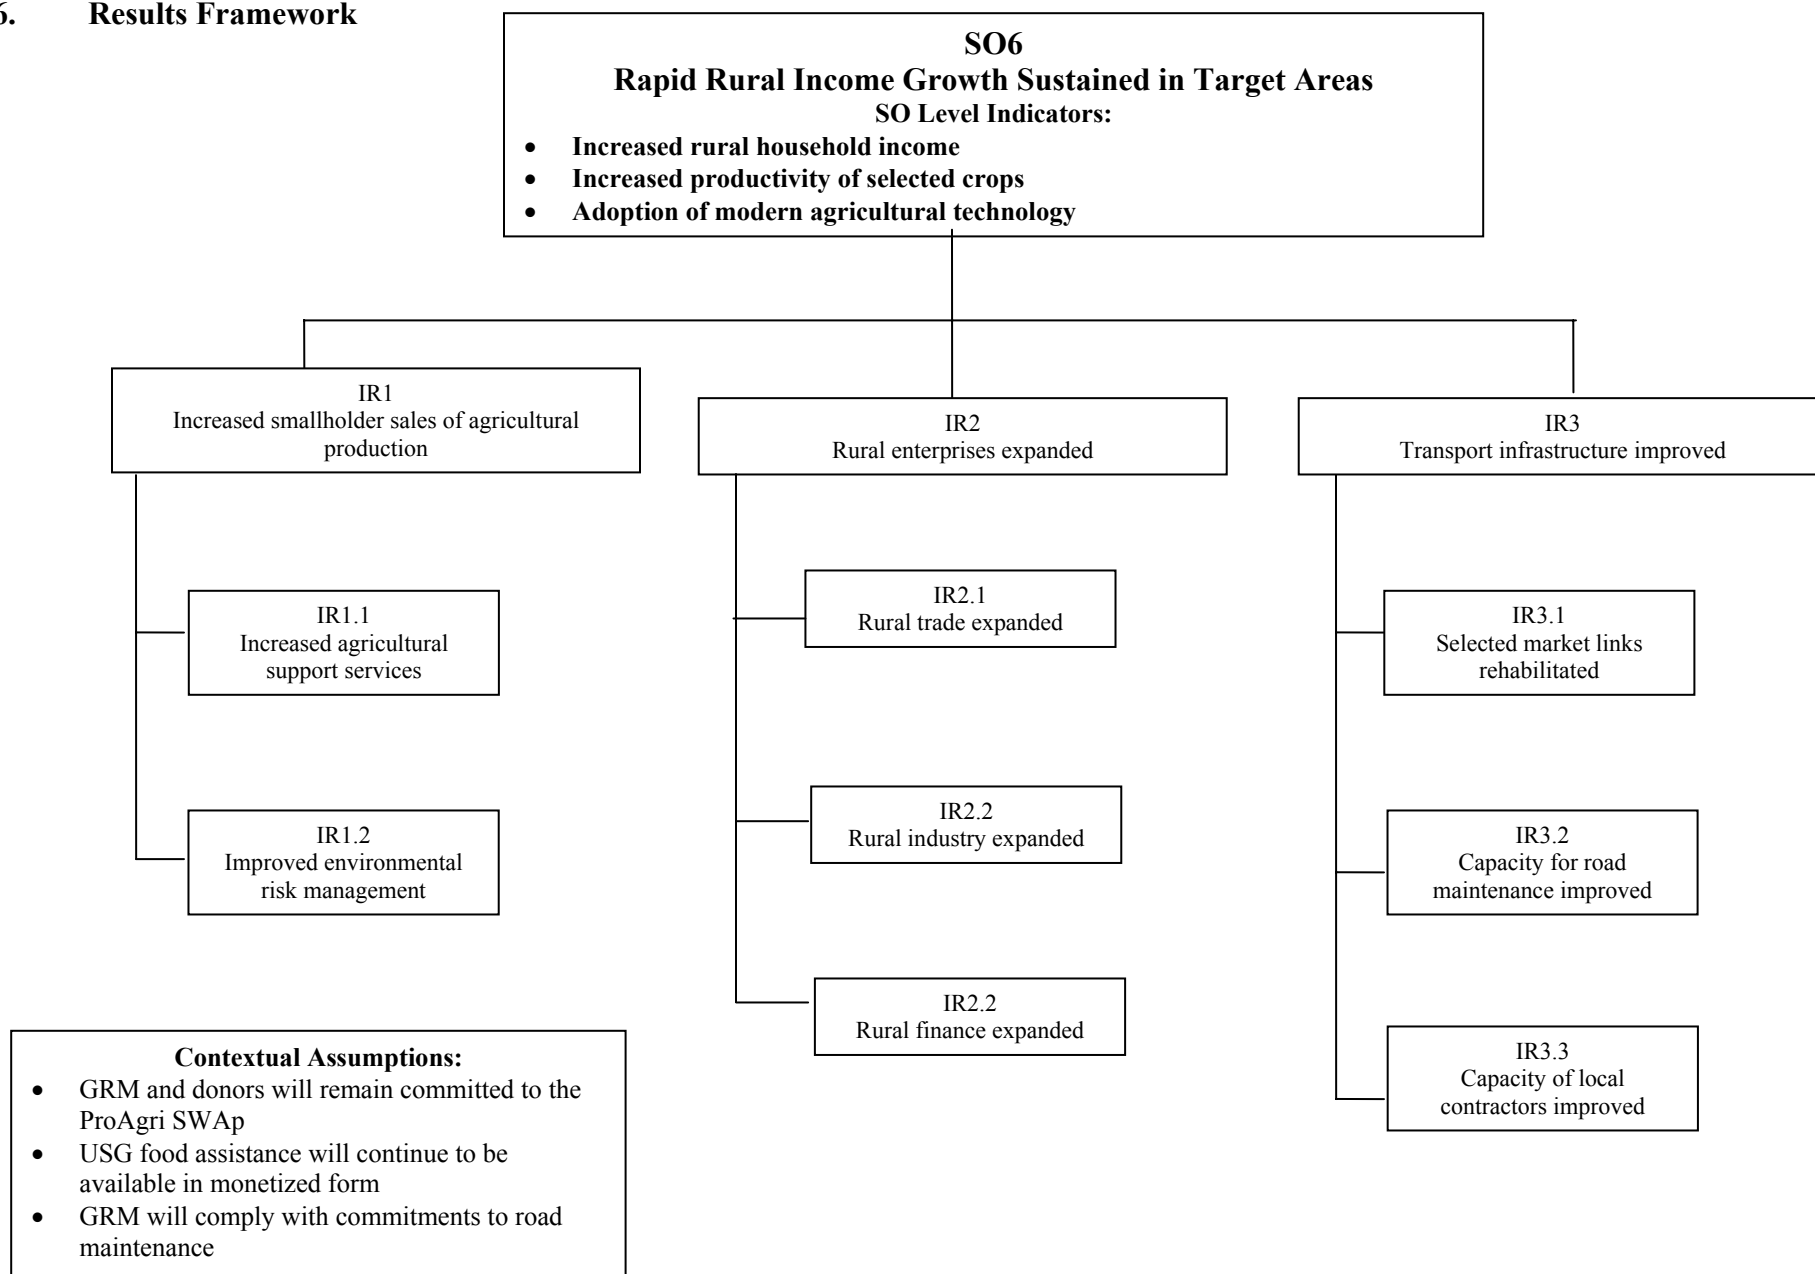 6. Results Framework
SO6
Rapid Rural Income Growth Sustained in Target Areas
SO Level Indicators:
• Increased rural household income
• Increased productivity of selected crops
• Adoption of modern agricultural technology
IR1
Increased smallholder sales of agricultural
production
IR2
Rural enterprises expanded
IR3
Transport infrastructure improved
IR1.1
Increased agricultural
support services
IR1.2
Improved environmental
risk management
IR2.1
Rural trade expanded
IR2.2
Rural industry expanded
IR2.2
Rural finance expanded
IR3.1
Selected market links
rehabilitated
IR3.2
Capacity for road
maintenance improved
IR3.3
Capacity of local
contractors improved
Contextual Assumptions:
• GRM and donors will remain committed to the
ProAgri SWAp
• USG food assistance will continue to be
available in monetized form
• GRM will comply with commitments to road
maintenance